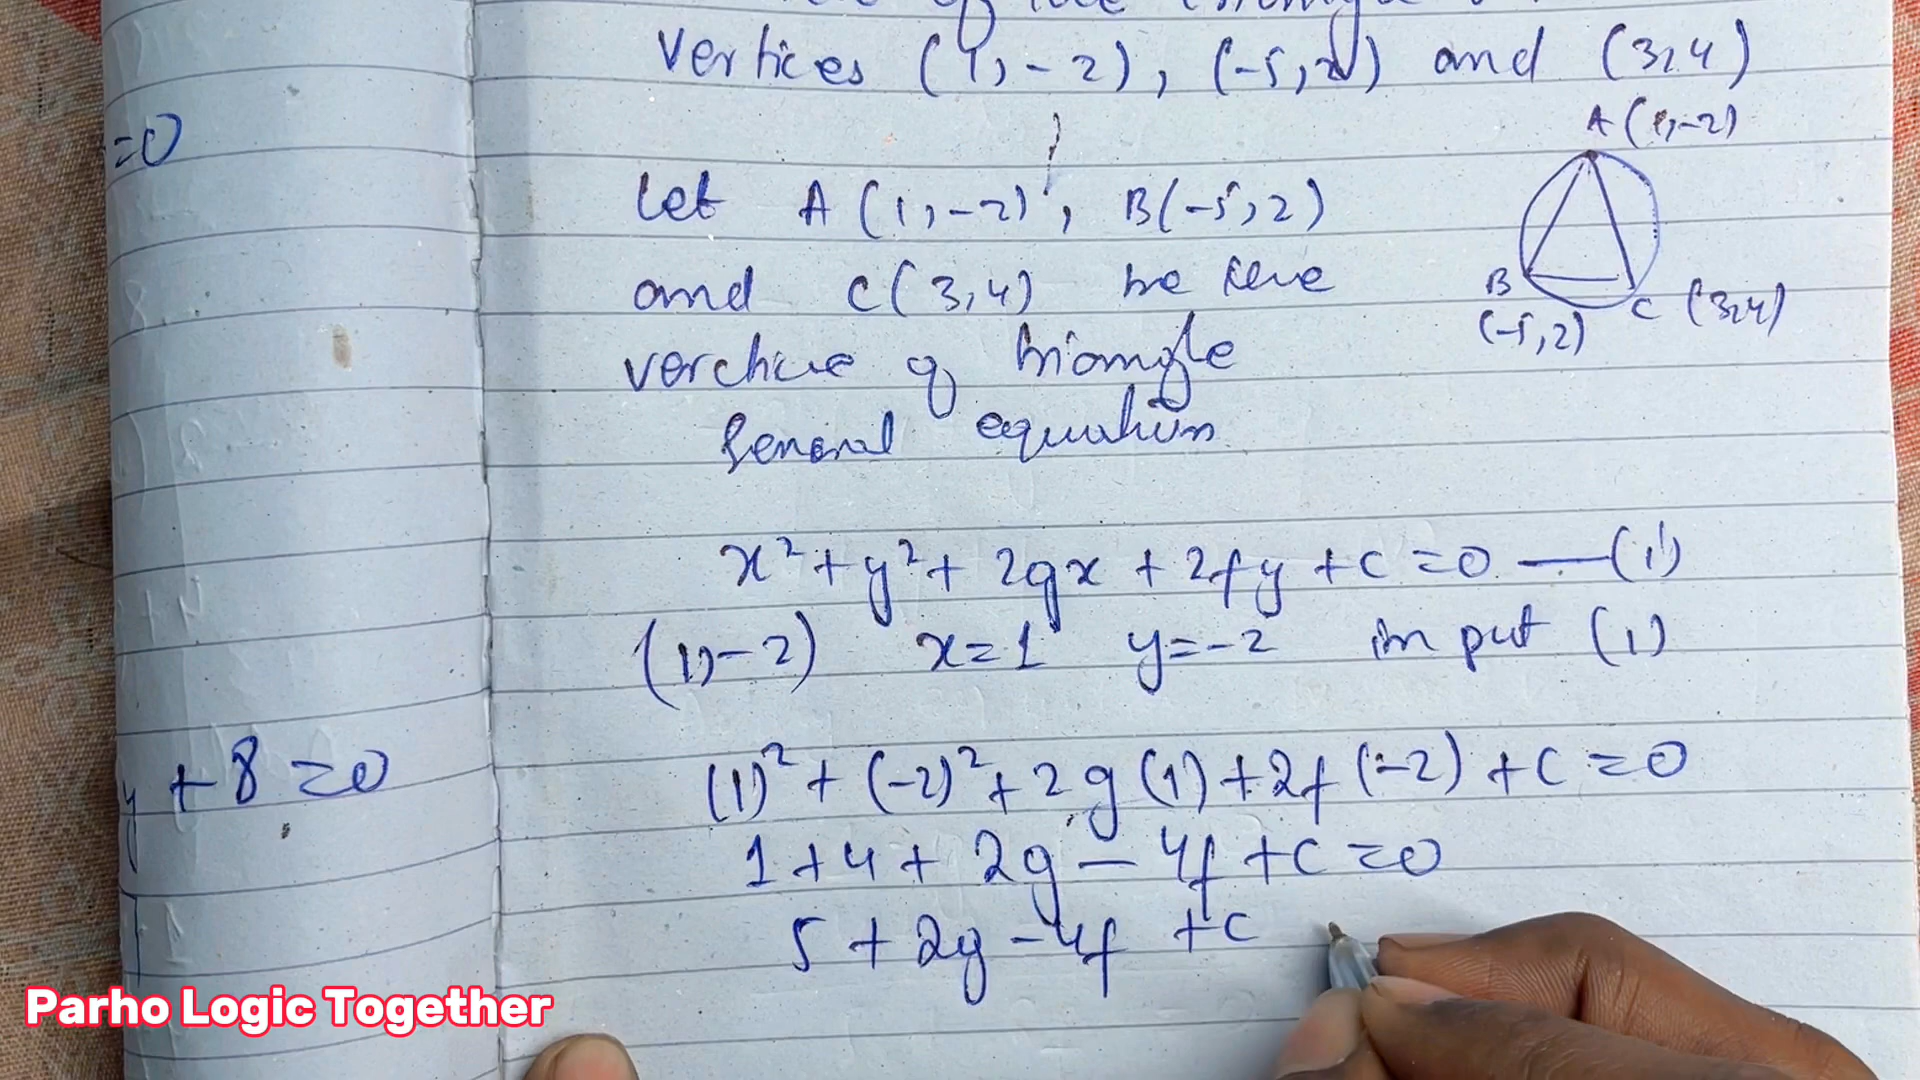 Vertices (1,-2), (-5,2) and (3,4)
=0
A (1,-2)
Let A (1,-2), B(-5,2)
and C(3,4) be the
B
C (3,4)
(-5,2)
of triangle
General equation
x² + y² + 2gx + 2fy + c = 0 — (1)
(1,-2) x=1 y=-2 in put (1)
y + 8 = 0
(1)² + (-2)² + 2g(1) + 2f(-2) + c = 0
1 + 4 + 2g - 4f + c = 0
5 + 2g - 4f + c
Parho Logic Together